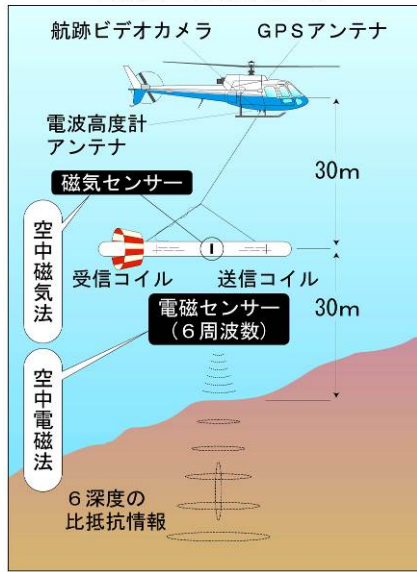 航跡ビデオカメラ
GPSアンテナ
電波高度計
アンテナ
30m
磁気センサー
空中磁気法
受信コイル
送信コイル
電磁センサー
(6周波数)
30m
空中電磁法
6深度の
比抵抗情報